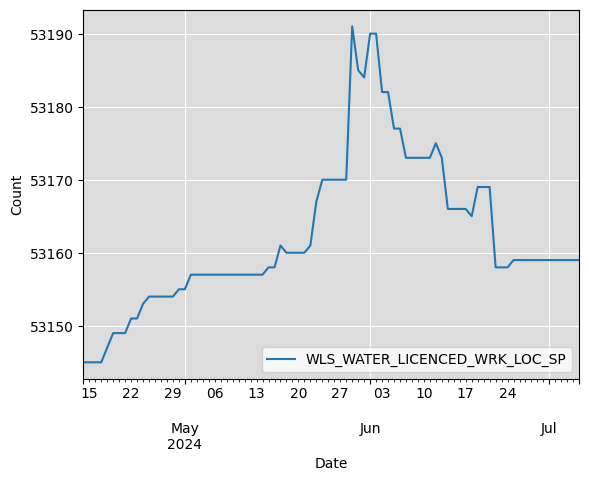 53190
53180
53170
53160
53150
Count
WLS_WATER_LICENCED_WRK_LOC_SP
15 22 29 06 13 20 27 03 10 17 24
May Jun Jul
2024
Date